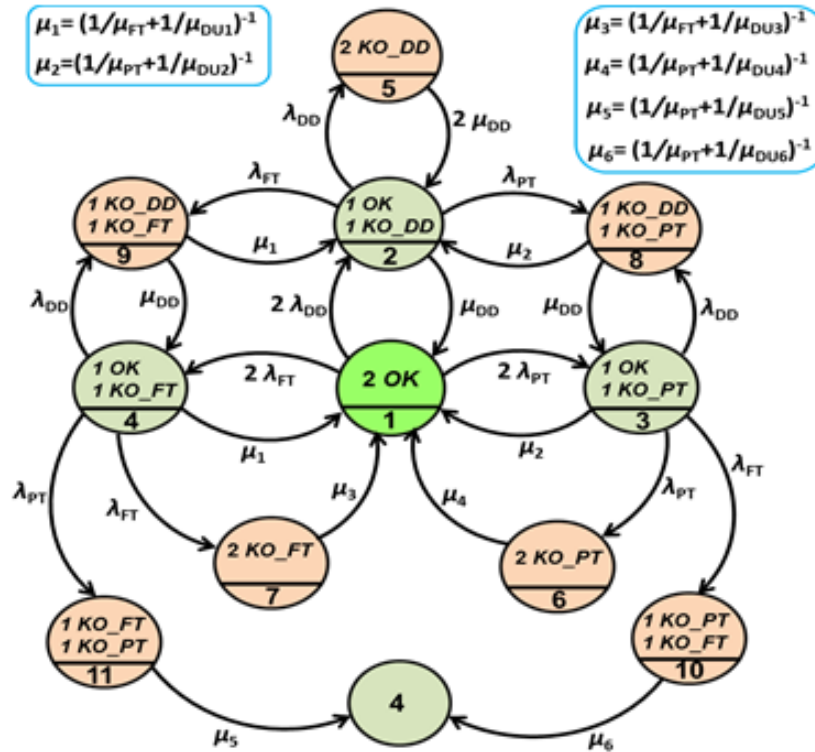 μ1= (1/μFT+1/μDU1)-1
μ2=(1/μPT+1/μDU2)-1
μ3= (1/μFT+1/μDU3)-1
μ4= (1/μPT+1/μDU4)-1
μ5= (1/μPT+1/μDU5)-1
μ6= (1/μPT+1/μDU6)-1
2 KO_DD
5
λDD
2 μDD
λFT
λPT
1 KO_DD
1 KO_FT
9
μ1
1 OK
1 KO_DD
2
μ2
1 KO_DD
1 KO_PT
8
λDD
μDD
2 λDD
μDD
μDD
λDD
1 OK
1 KO_FT
4
2 λFT
2 OK
1
2 λPT
1 OK
1 KO_PT
3
μ1
μ2
λPT
λFT
μ3
μ4
λPT
λFT
2 KO_FT
7
2 KO_PT
6
1 KO_FT
1 KO_PT
11
1 KO_PT
1 KO_FT
10
4
μ5
μ6